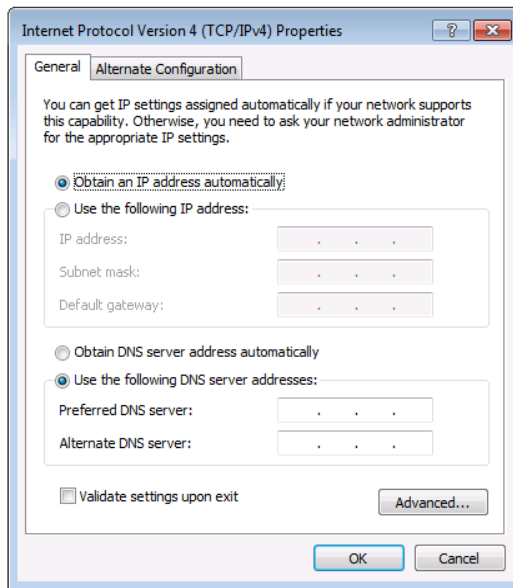 Internet Protocol Version 4 (TCP/IPv4) Properties
General
Alternate Configuration
You can get IP settings assigned automatically if your network supports
this capability. Otherwise, you need to ask your network administrator
for the appropriate IP settings.
Obtain an IP address automatically
Use the following IP address:
IP address:
Subnet mask:
Default gateway:
Obtain DNS server address automatically
Use the following DNS server addresses:
Preferred DNS server:
Alternate DNS server:
Validate settings upon exit
Advanced...
OK
Cancel